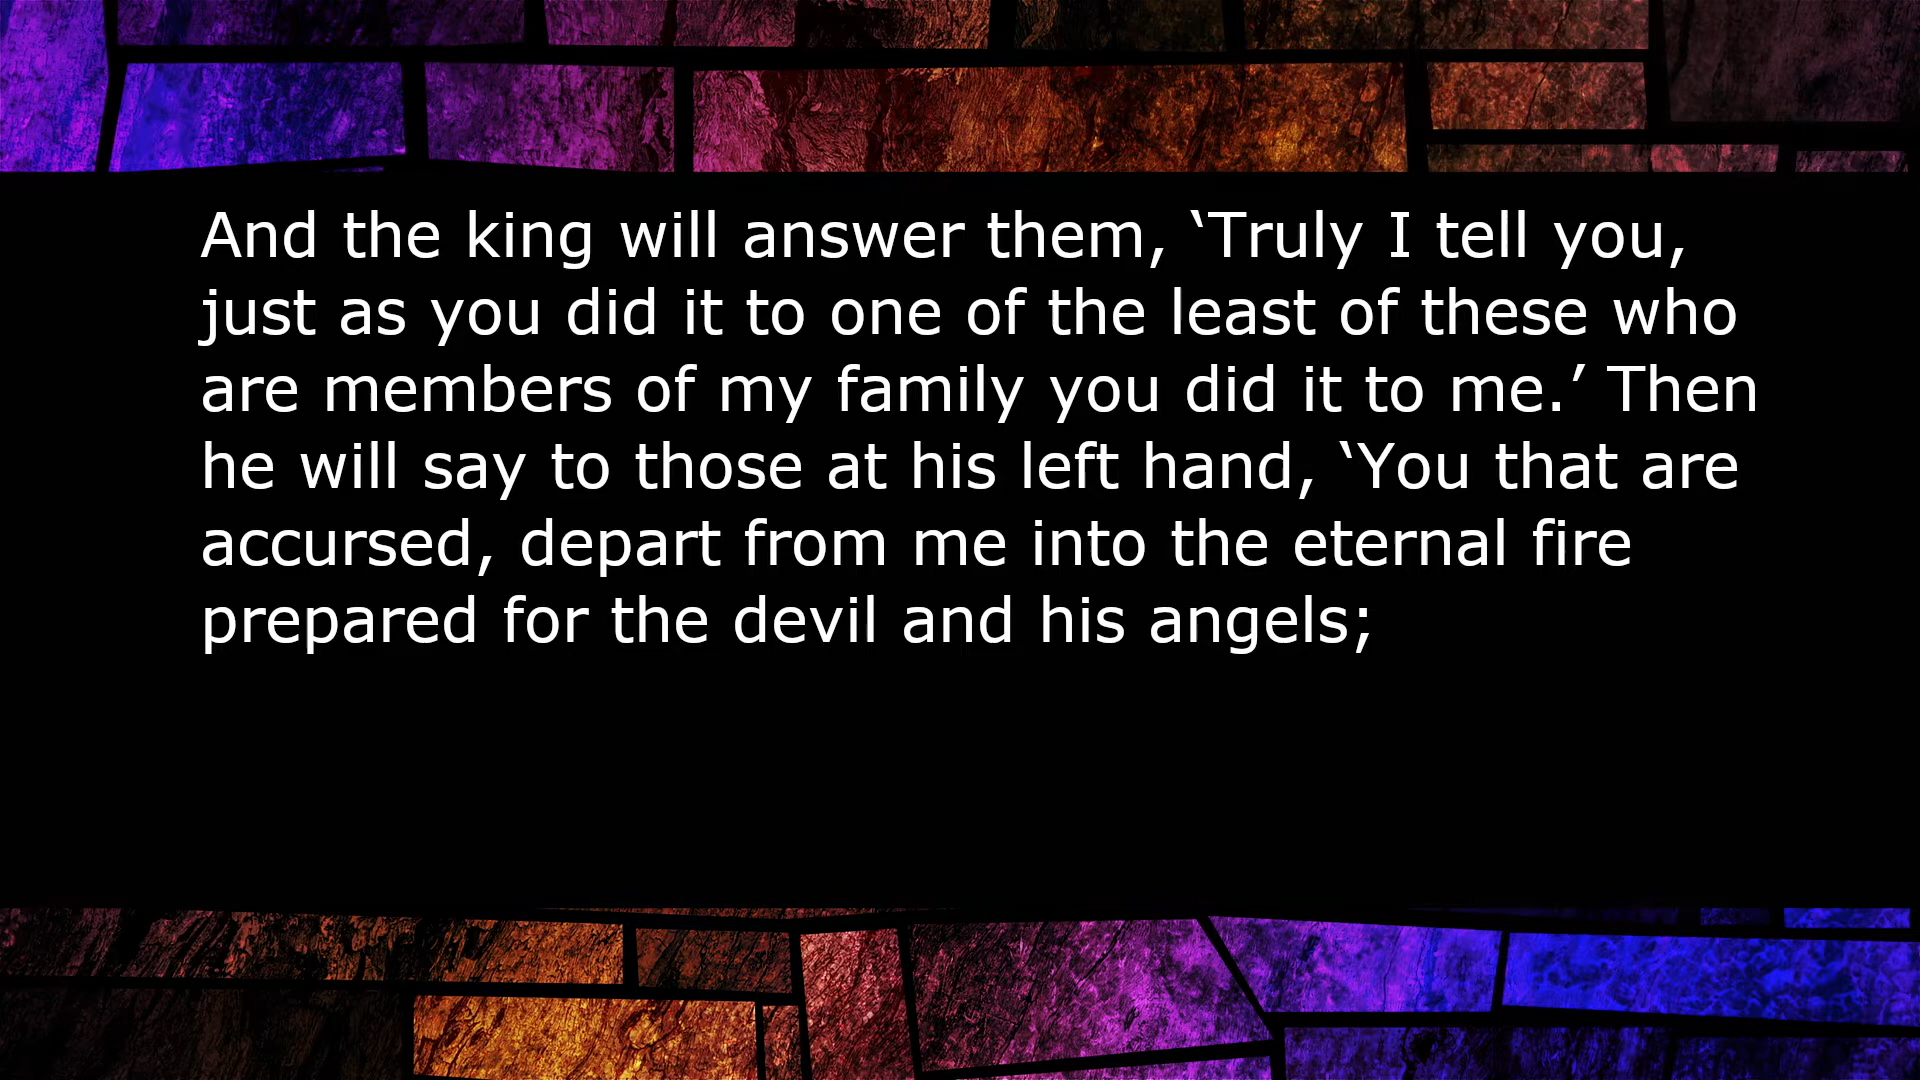 And the king will answer them, ‘Truly I tell you,
just as you did it to one of the least of these who
are members of my family you did it to me.’ Then
he will say to those at his left hand, ‘You that are
accursed, depart from me into the eternal fire
prepared for the devil and his angels;